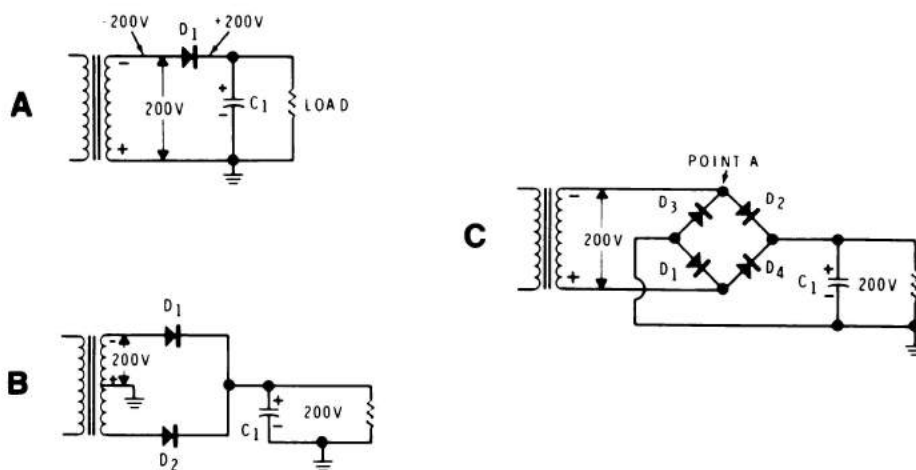 A
-200V +200V
D1
-
200V
+
-
C1
LOAD
+
B
D1
-
200V
+
+
-
C1
200V
D2
C
POINT A
-
D3
D2
200V
D1
D4
+
+
-
C1
200V